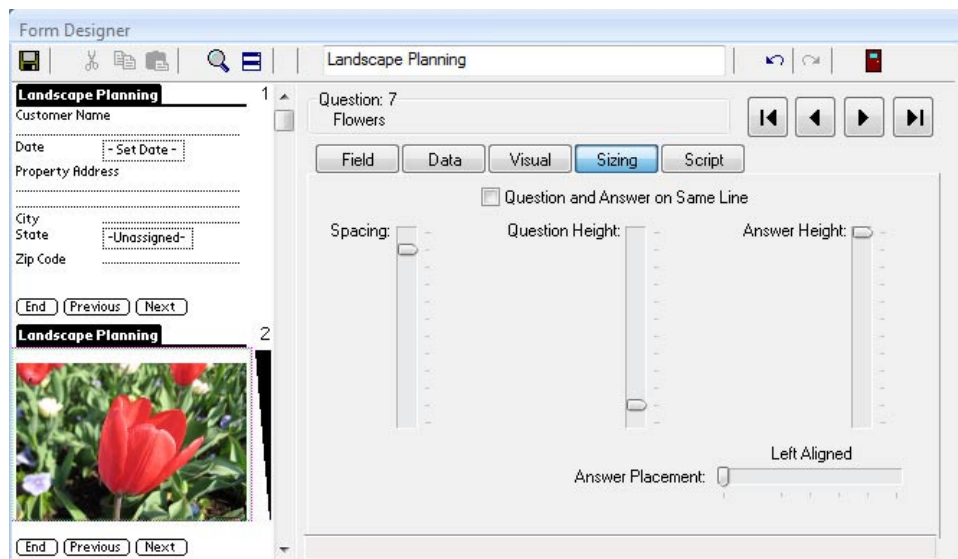 Form Designer
Landscape Planning
Landscape Planning 1
Customer Name
Date - Set Date -
Property Address
City
State -Unassigned-
Zip Code
End Previous Next
Landscape Planning 2
End Previous Next
Question: 7
Flowers
Field Data Visual Sizing Script
Question and Answer on Same Line
Spacing: Question Height: Answer Height:
Left Aligned
Answer Placement: